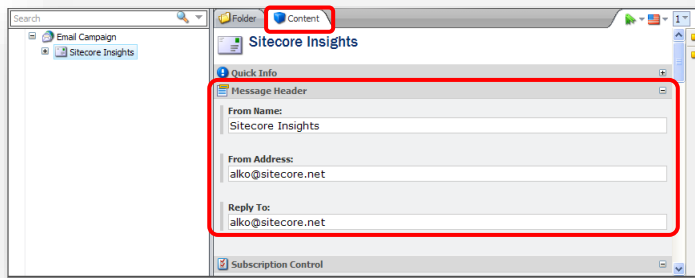 Search
Email Campaign
Sitecore Insights
Folder
Content
1
Sitecore Insights
Quick Info
Message Header
From Name:
Sitecore Insights
From Address:
alko@sitecore.net
Reply To:
alko@sitecore.net
Subscription Control